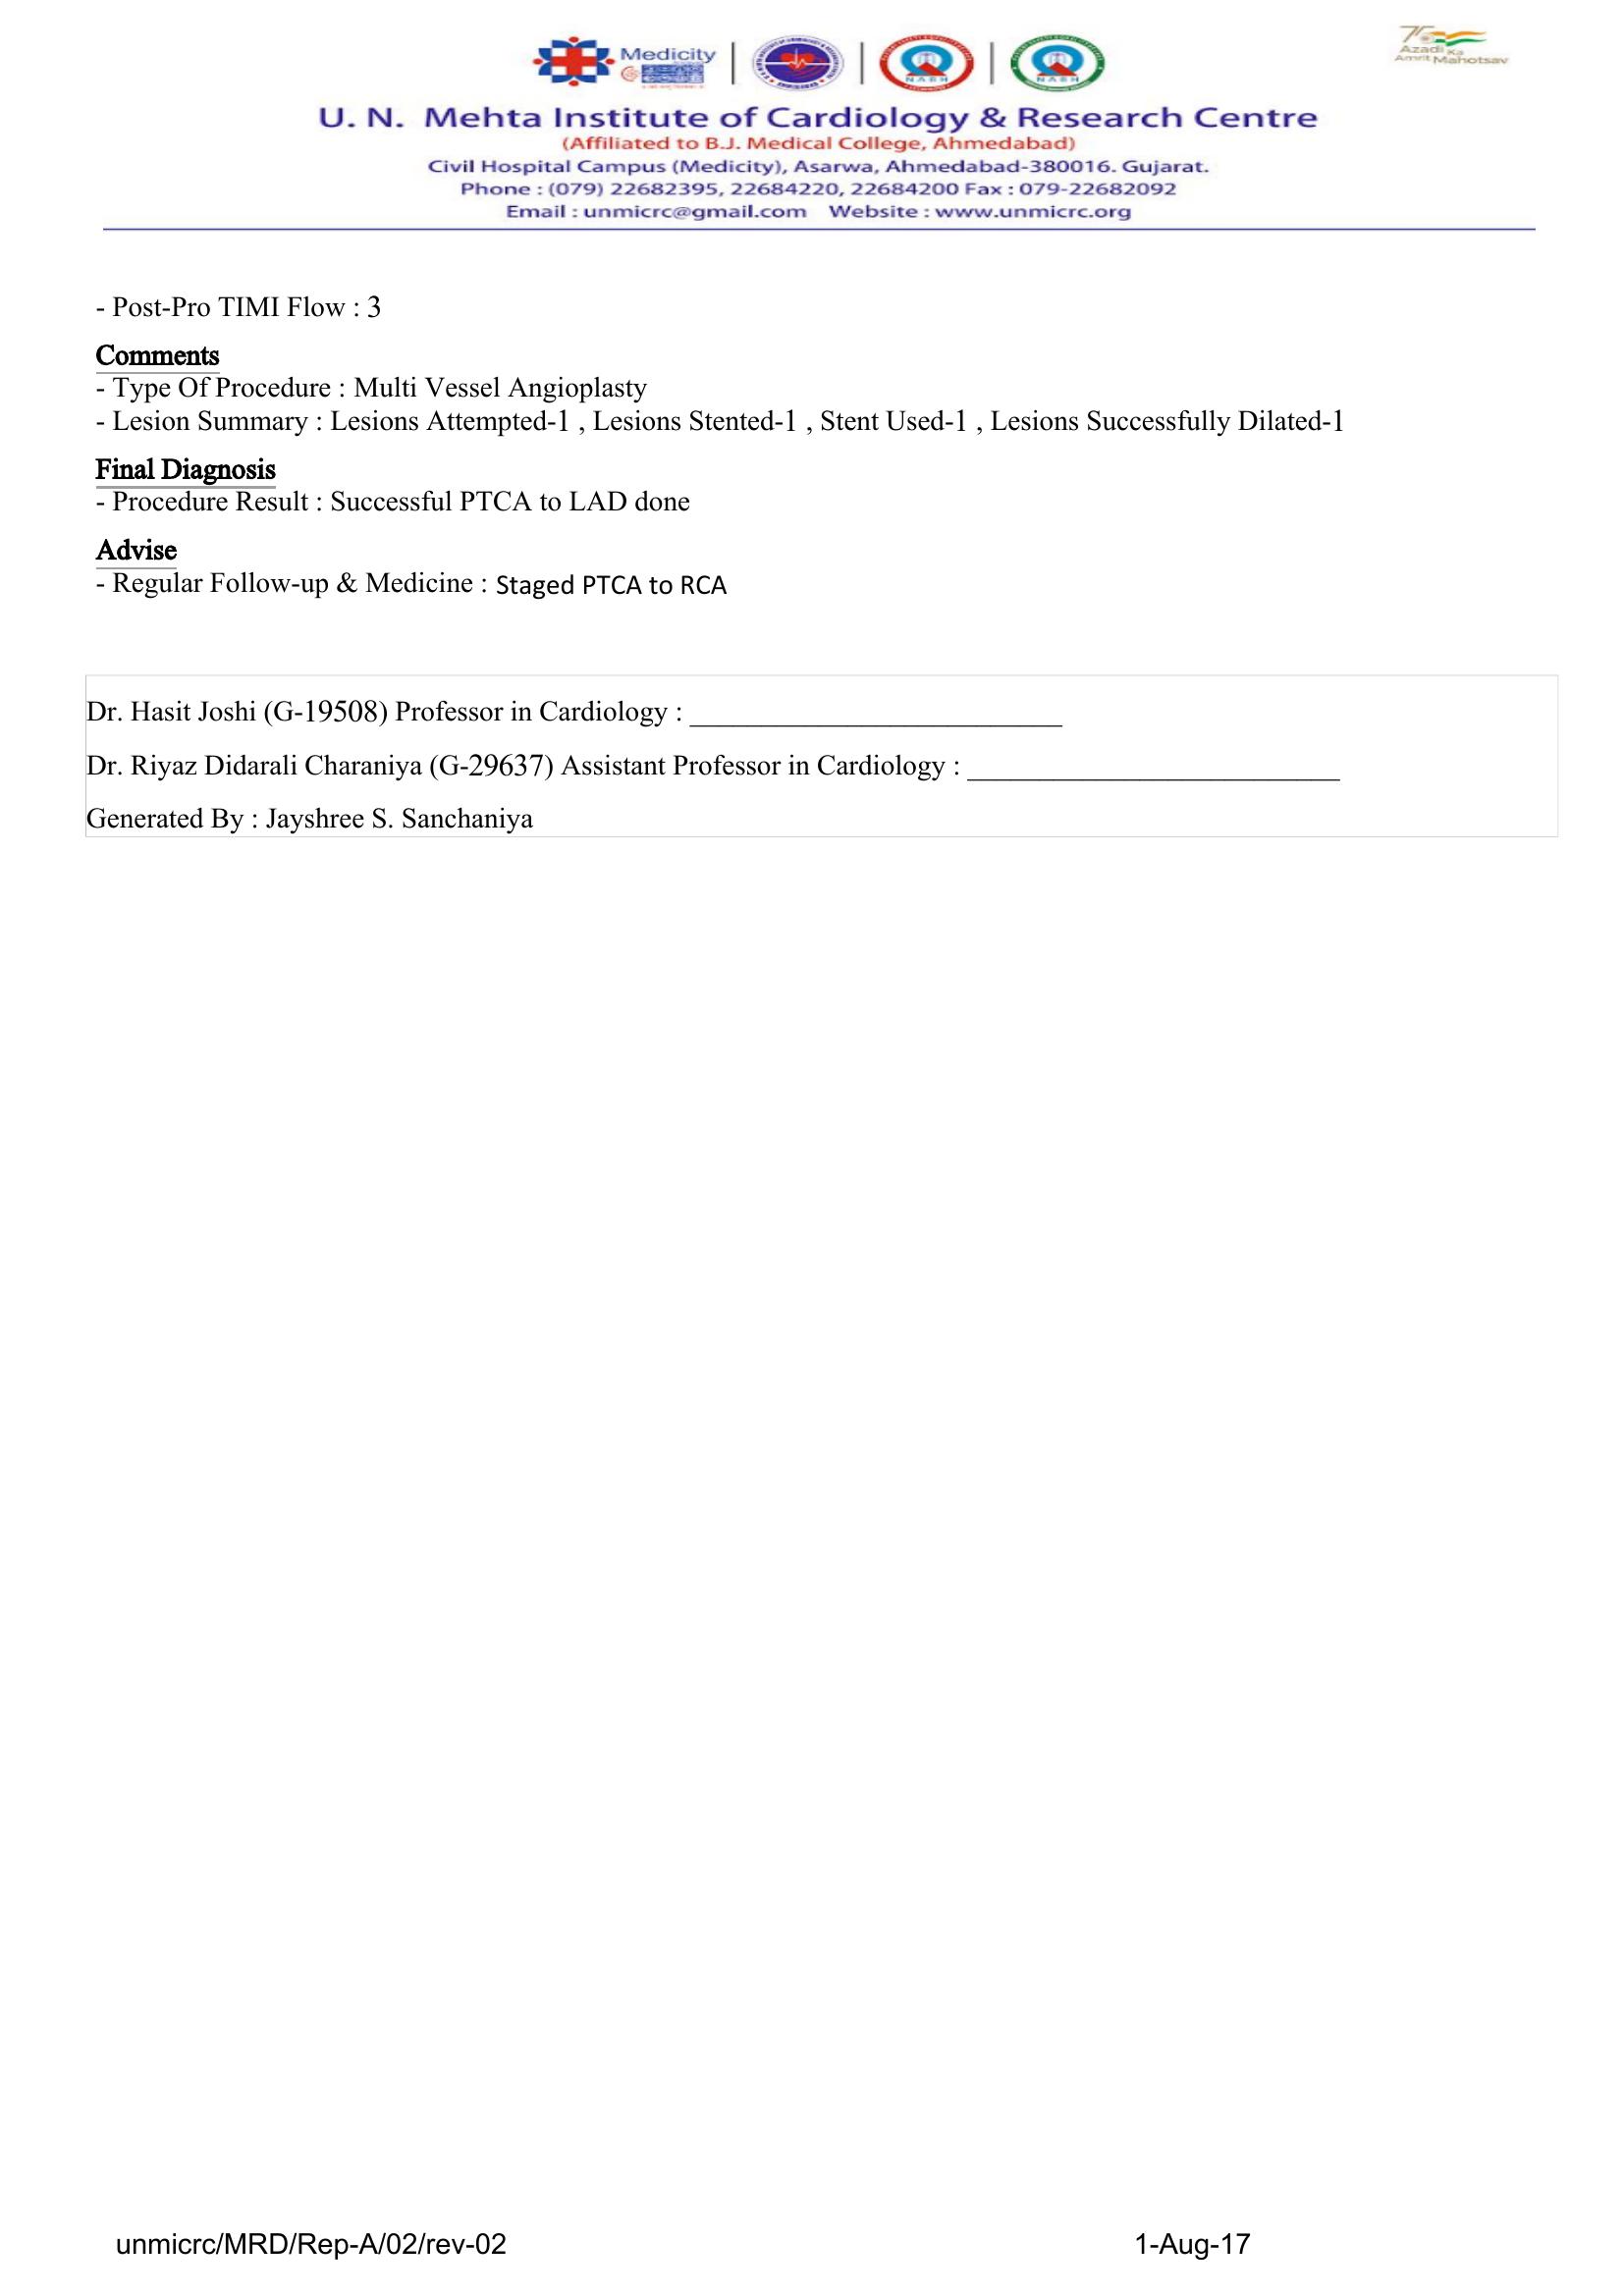 Medicity
NABH
NABH
Azadi Ka
Amrit Mahotsav
U. N. Mehta Institute of Cardiology & Research Centre
(Affiliated to B.J. Medical College, Ahmedabad)
Civil Hospital Campus (Medicity), Asarwa, Ahmedabad-380016. Gujarat.
Phone : (079) 22682395, 22684220, 22684200 Fax : 079-22682092
Email : unmicrc@gmail.com Website : www.unmicrc.org
- Post-Pro TIMI Flow : 3
Comments
- Type Of Procedure : Multi Vessel Angioplasty
- Lesion Summary : Lesions Attempted-1 , Lesions Stented-1 , Stent Used-1 , Lesions Successfully Dilated-1
Final Diagnosis
- Procedure Result : Successful PTCA to LAD done
Advise
- Regular Follow-up & Medicine : Staged PTCA to RCA
Dr. Hasit Joshi (G-19508) Professor in Cardiology : __________________________
Dr. Riyaz Didarali Charaniya (G-29637) Assistant Professor in Cardiology : __________________________
Generated By : Jayshree S. Sanchaniya
unmicrc/MRD/Rep-A/02/rev-02 1-Aug-17